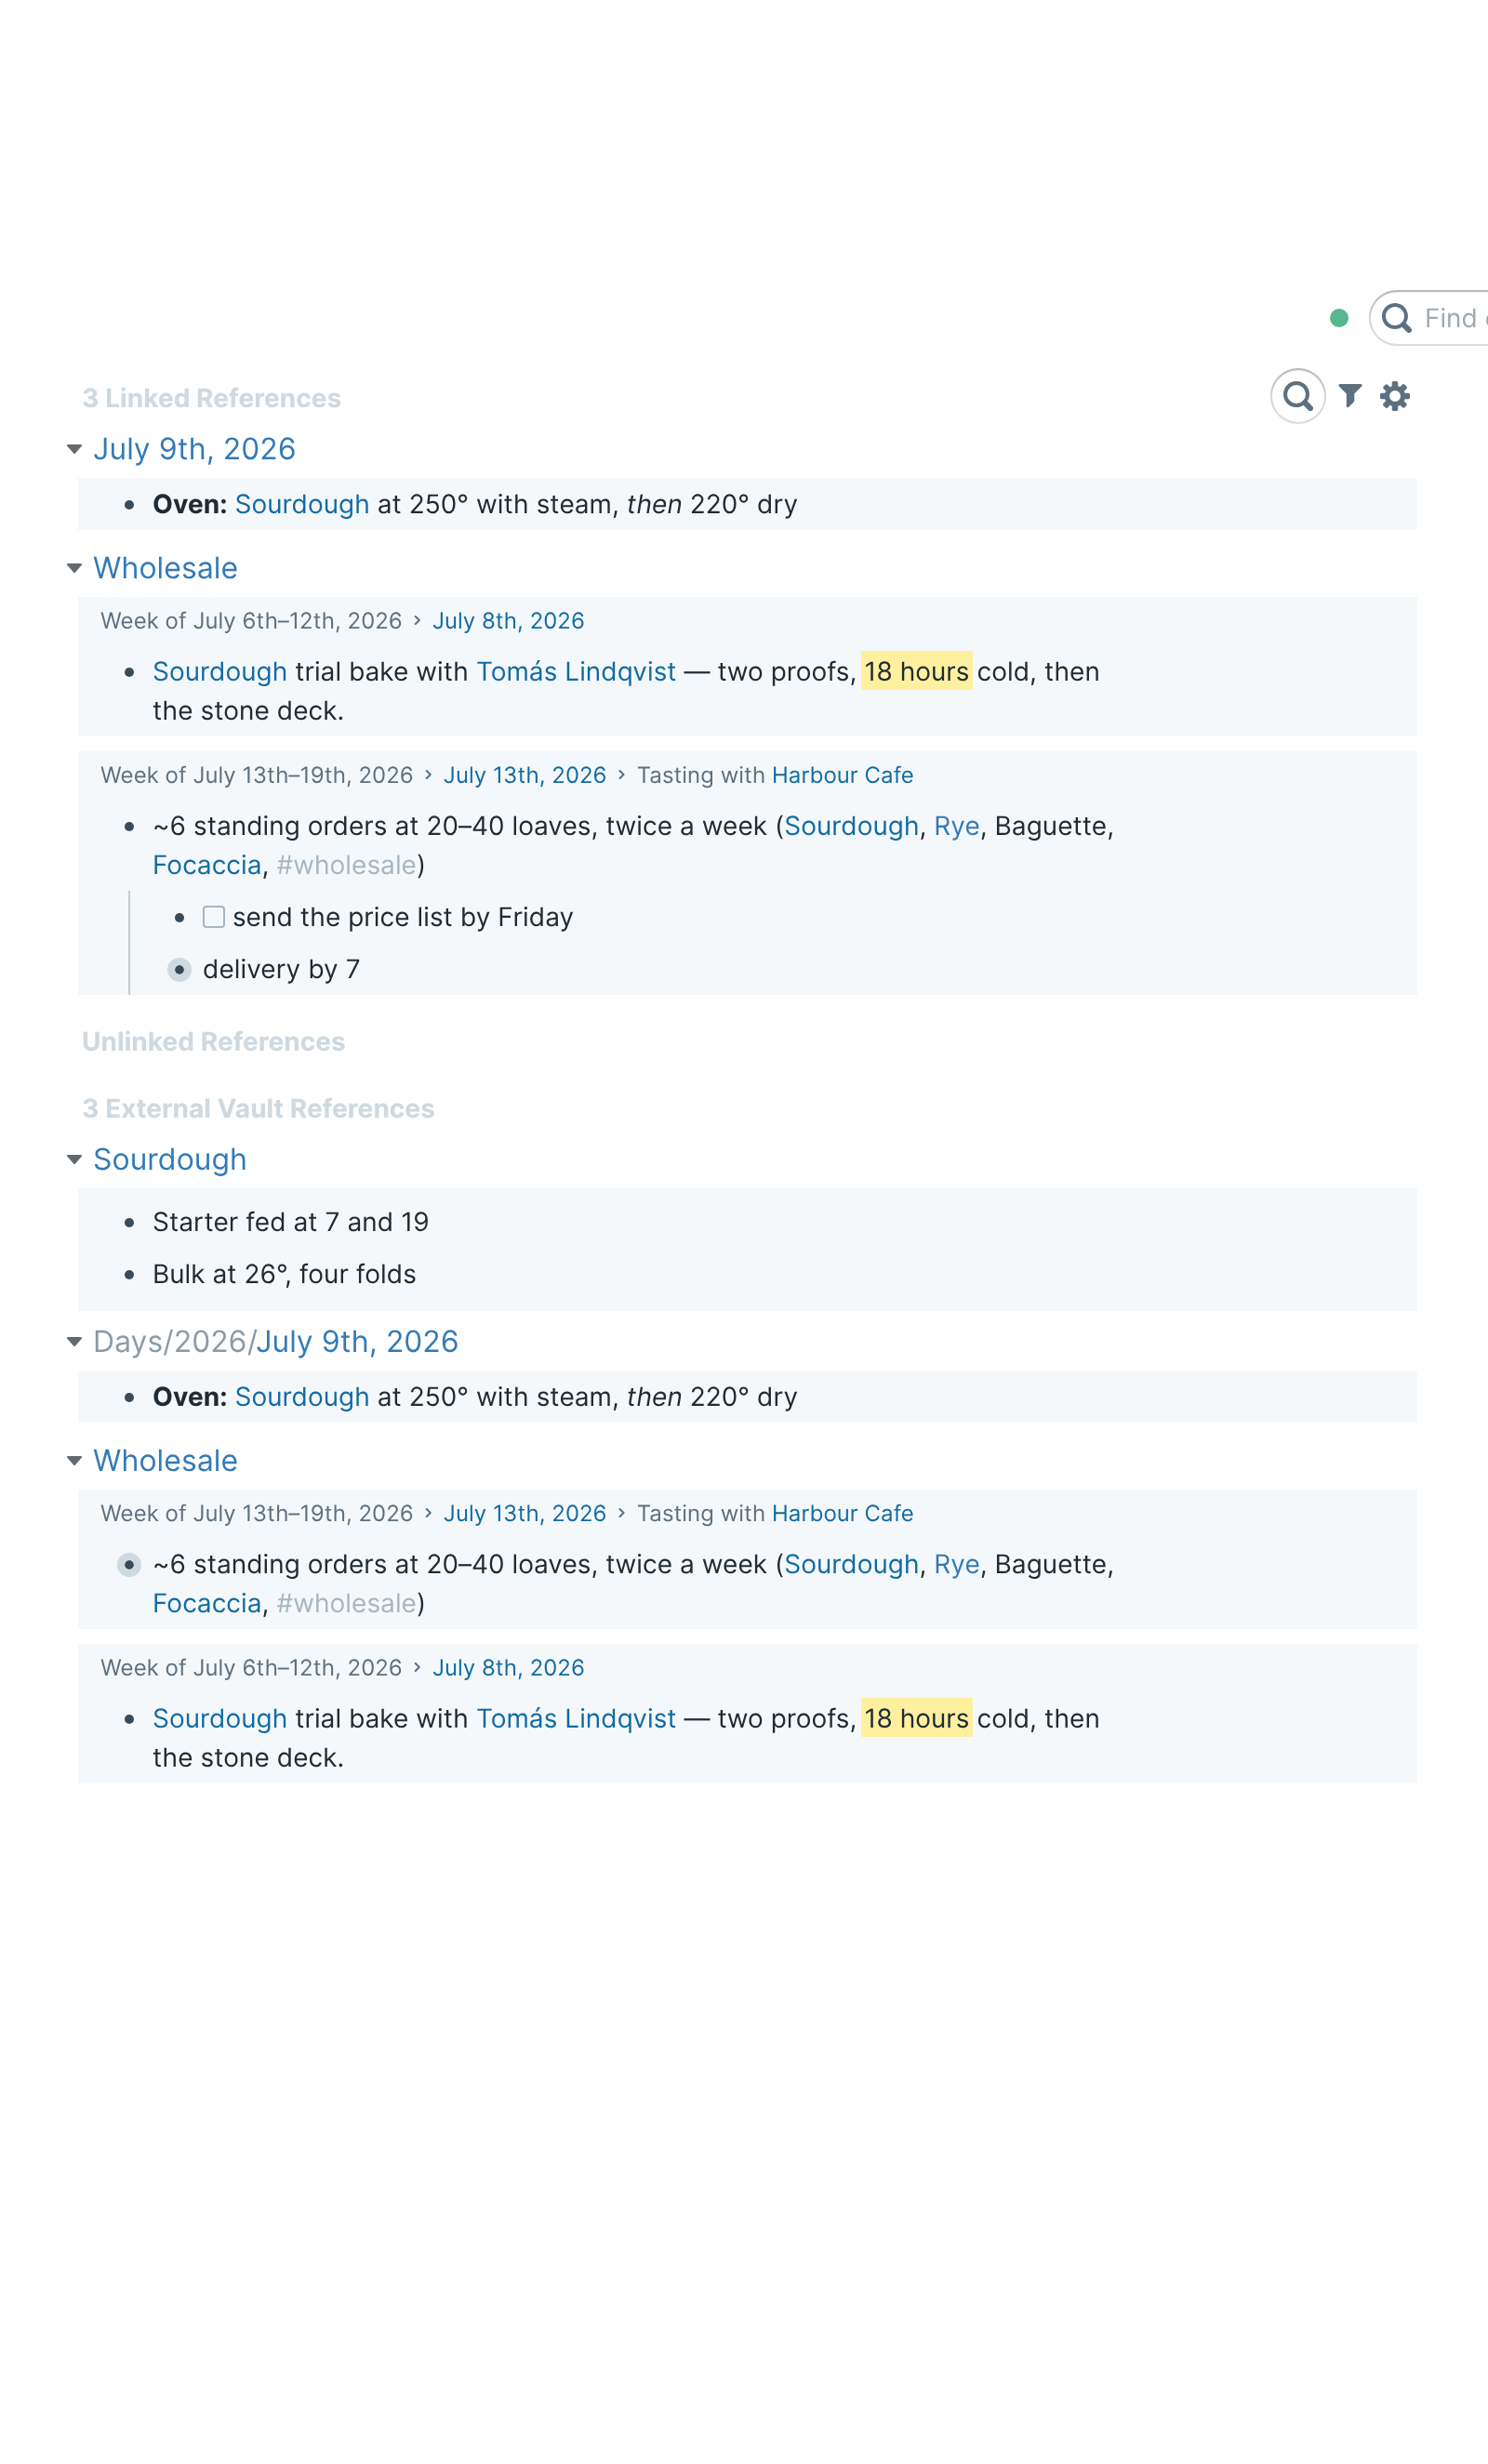 Find
3 Linked References
July 9th, 2026
Oven: Sourdough at 250° with steam, then 220° dry
Wholesale
Week of July 6th–12th, 2026 › July 8th, 2026
Sourdough trial bake with Tomás Lindqvist — two proofs, 18 hours cold, then
the stone deck.
Week of July 13th–19th, 2026 › July 13th, 2026 › Tasting with Harbour Cafe
~6 standing orders at 20–40 loaves, twice a week (Sourdough, Rye, Baguette,
Focaccia, #wholesale)
send the price list by Friday
delivery by 7
Unlinked References
3 External Vault References
Sourdough
Starter fed at 7 and 19
Bulk at 26°, four folds
Days/2026/July 9th, 2026
Oven: Sourdough at 250° with steam, then 220° dry
Wholesale
Week of July 13th–19th, 2026 › July 13th, 2026 › Tasting with Harbour Cafe
~6 standing orders at 20–40 loaves, twice a week (Sourdough, Rye, Baguette,
Focaccia, #wholesale)
Week of July 6th–12th, 2026 › July 8th, 2026
Sourdough trial bake with Tomás Lindqvist — two proofs, 18 hours cold, then
the stone deck.